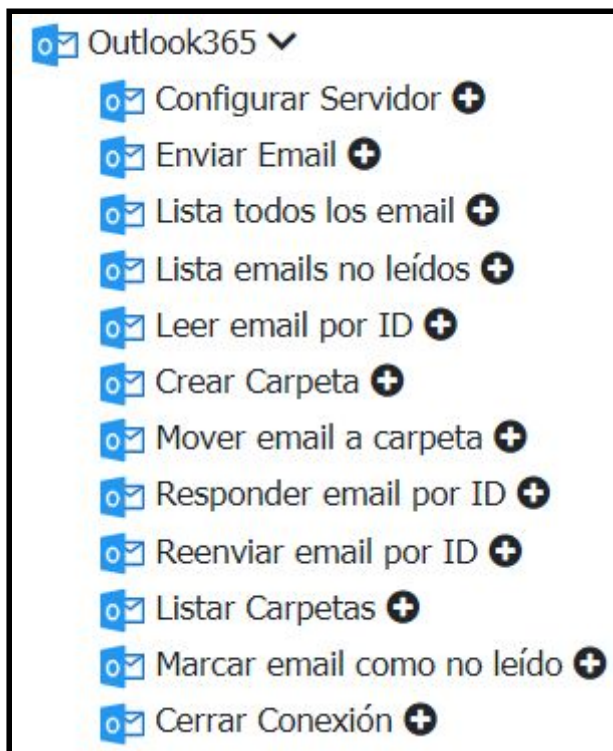 Outlook365
Configurar Servidor
Enviar Email
Lista todos los email
Lista emails no leídos
Leer email por ID
Crear Carpeta
Mover email a carpeta
Responder email por ID
Reenviar email por ID
Listar Carpetas
Marcar email como no leído
Cerrar Conexión